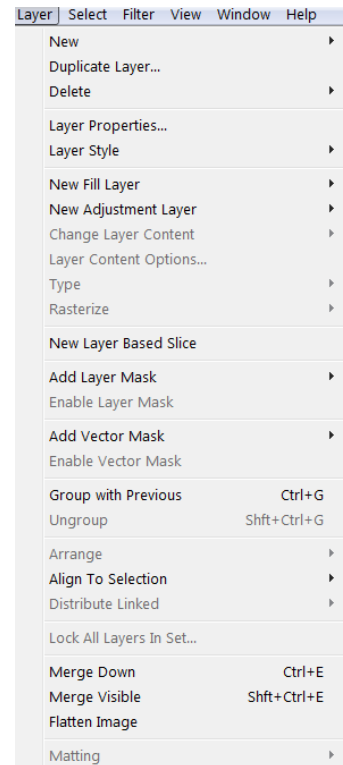 Layer Select Filter View Window Help
New
Duplicate Layer...
Delete
Layer Properties...
Layer Style
New Fill Layer
New Adjustment Layer
Change Layer Content
Layer Content Options...
Type
Rasterize
New Layer Based Slice
Add Layer Mask
Enable Layer Mask
Add Vector Mask
Enable Vector Mask
Group with Previous Ctrl+G
Ungroup Shft+Ctrl+G
Arrange
Align To Selection
Distribute Linked
Lock All Layers In Set...
Merge Down Ctrl+E
Merge Visible Shft+Ctrl+E
Flatten Image
Matting